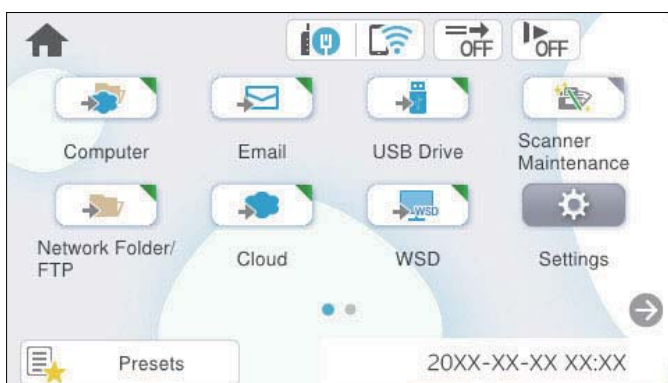 OFF
OFF
Computer
Email
USB Drive
Scanner
Maintenance
WSD
Network Folder/
FTP
Cloud
WSD
Settings
Presets
20XX-XX-XX XX:XX